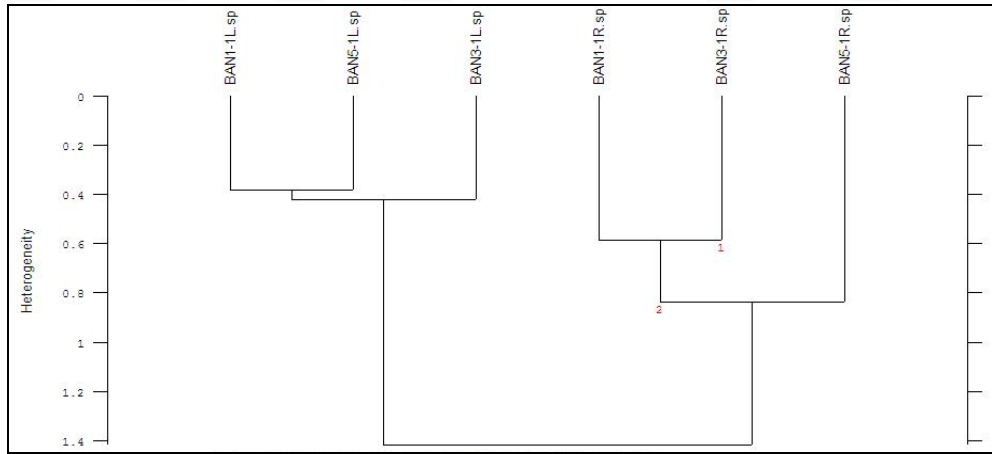 BAN1-1L.sp
BAN5-1L.sp
BAN3-1L.sp
BAN1-1R.sp
BAN3-1R.sp
BAN5-1R.sp
0
0.2
0.4
0.6
0.8
1
1.2
1.4
Heterogeneity
1
2